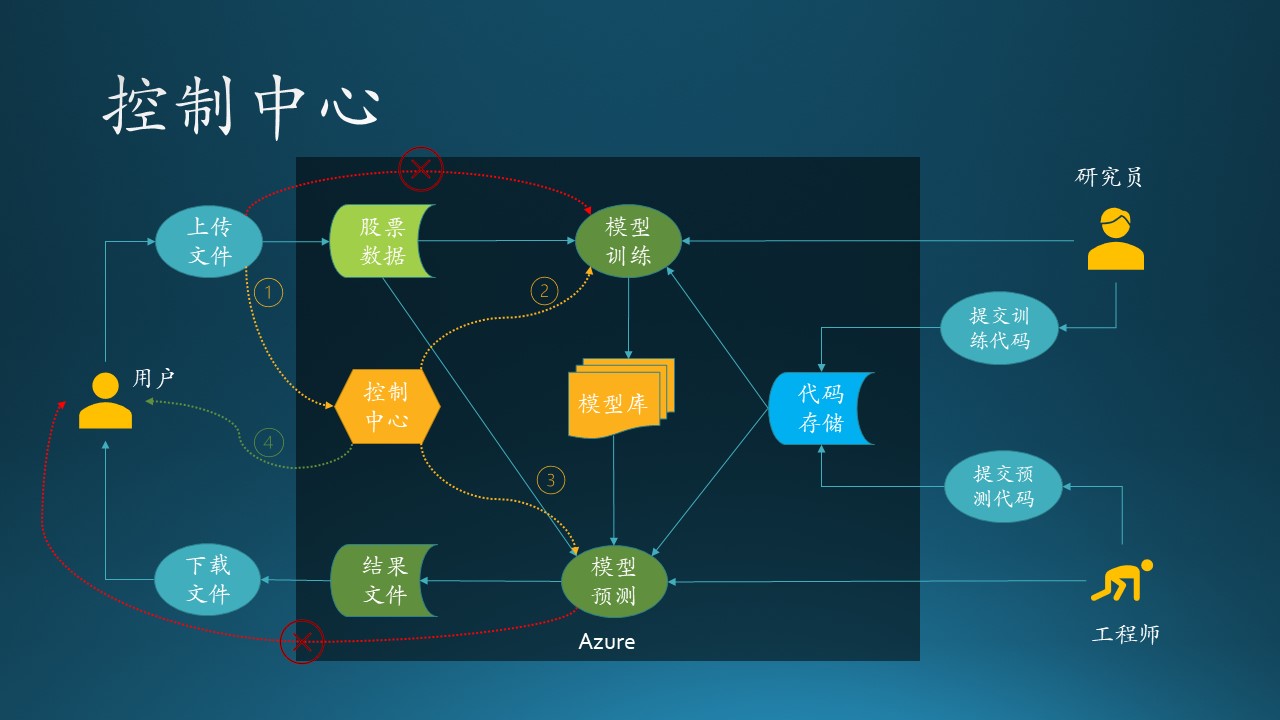 控制中心
研究员
上传
文件
股票
数据
模型
训练
①
②
提交训
练代码
用户
控制
中心
模型库
代码
存储
④
③
提交预
测代码
下载
文件
结果
文件
模型
预测
Azure
工程师